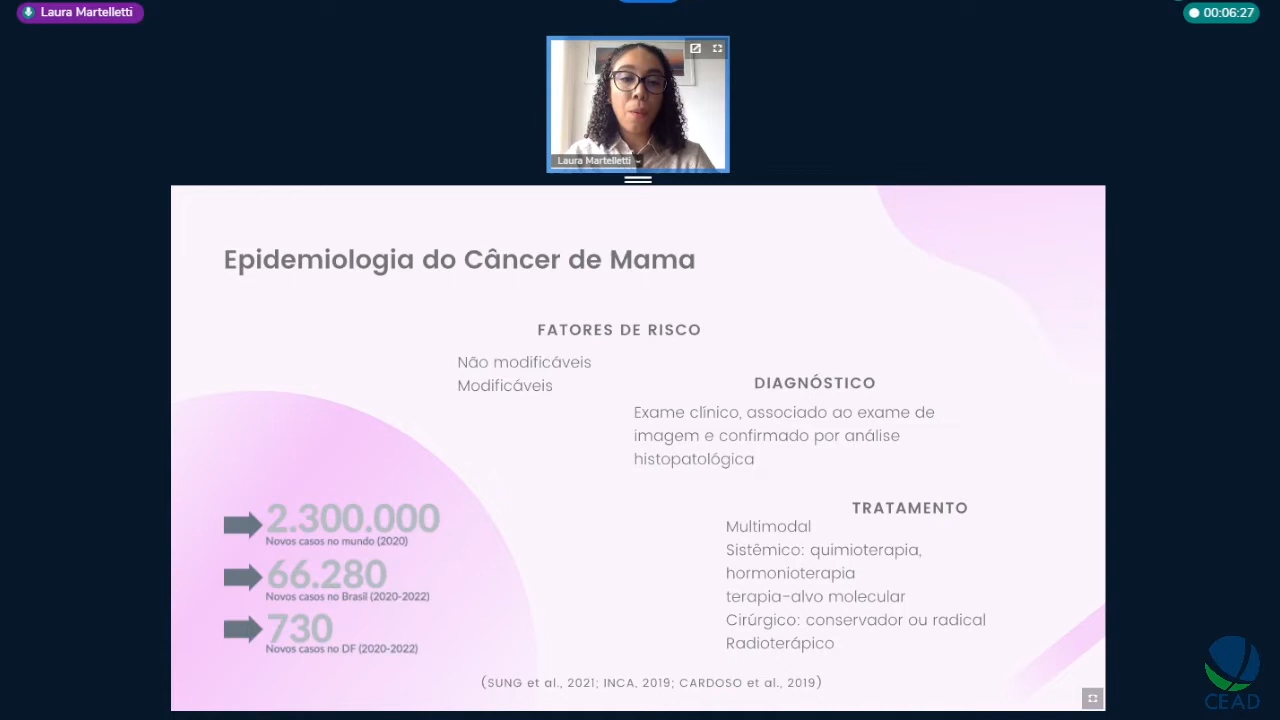 Laura Martelletti
00:06:27
Laura Martelletti
Epidemiologia do Câncer de Mama
FATORES DE RISCO
Não modificáveis
Modificáveis
DIAGNÓSTICO
Exame clínico, associado ao exame de
imagem e confirmado por análise
histopatológica
2.300.000
Novos casos no mundo (2020)
66.280
Novos casos no Brasil (2020-2022)
730
Novos casos no DF (2020-2022)
TRATAMENTO
Multimodal
Sistêmico: quimioterapia,
hormonioterapia
terapia-alvo molecular
Cirúrgico: conservador ou radical
Radioterápico
(SUNG et al., 2021; INCA, 2019; CARDOSO et al., 2019)
CEAD